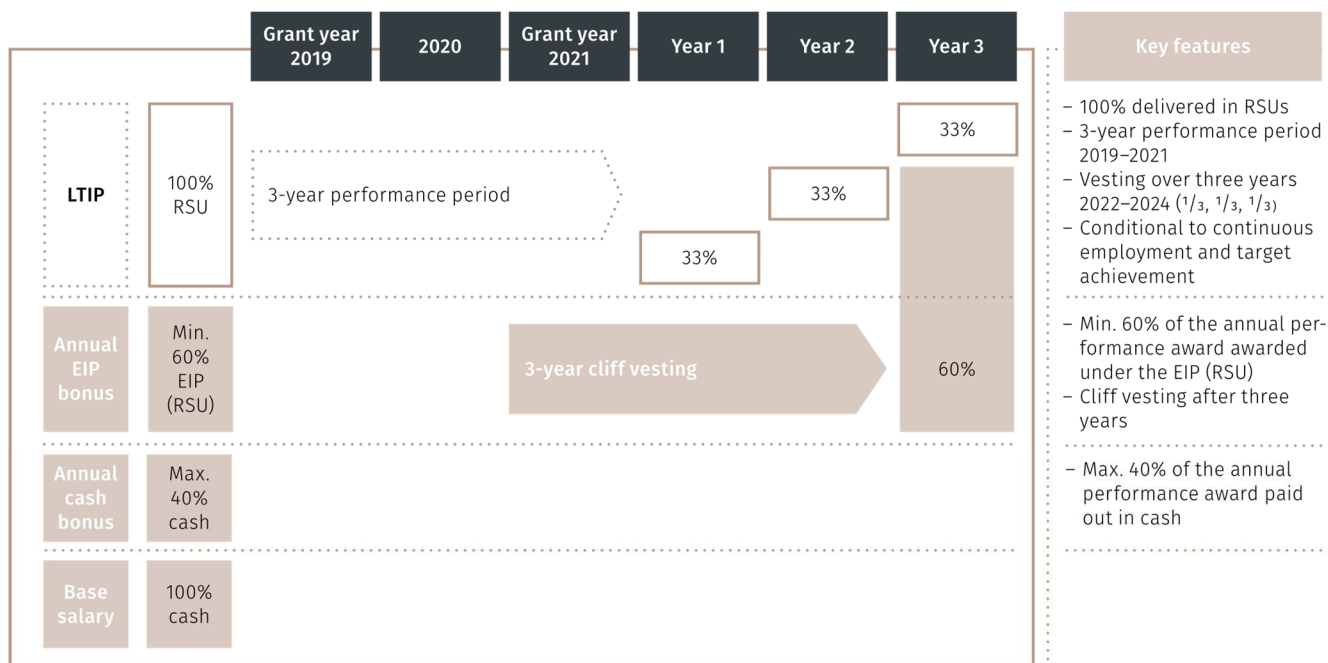 Grant year
2019
2020
Grant year
2021
Year 1
Year 2
Year 3
Key features
LTIP
100%
RSU
3-year performance period
33%
33%
33%
– 100% delivered in RSUs
– 3-year performance period
2019–2021
– Vesting over three years
2022–2024 (¹/₃, ¹/₃, ¹/₃)
– Conditional to continuous
employment and target
achievement
Annual
EIP
bonus
Min.
60%
EIP
(RSU)
3-year cliff vesting
60%
– Min. 60% of the annual per-
formance award awarded
under the EIP (RSU)
– Cliff vesting after three
years
Annual
cash
bonus
Max.
40%
cash
– Max. 40% of the annual
performance award paid
out in cash
Base
salary
100%
cash